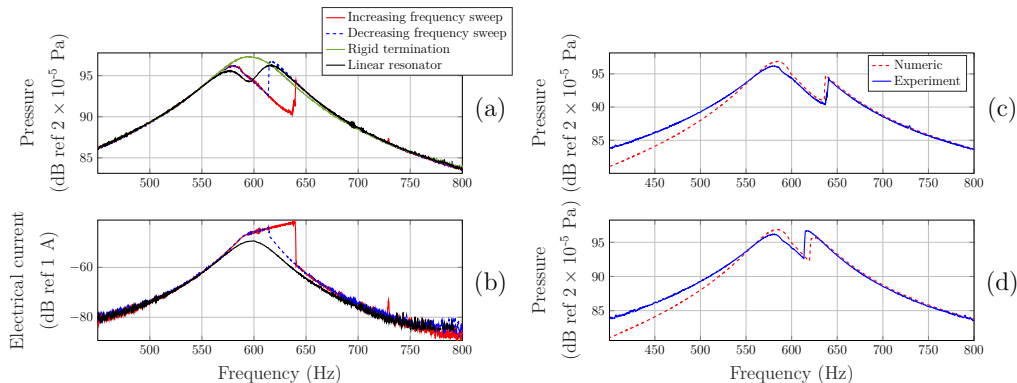 Increasing frequency sweep
Decreasing frequency sweep
Rigid termination
Linear resonator
Pressure
(dB ref 2 × 10⁻⁵ Pa)
95
90
85
500 550 600 650 700 750 800
(a)
Electrical current
(dB ref 1 A)
−60
−80
500 550 600 650 700 750 800
Frequency (Hz)
(b)
Numeric
Experiment
Pressure
(dB ref 2 × 10⁻⁵ Pa)
95
90
85
450 500 550 600 650 700 750 800
(c)
Pressure
(dB ref 2 × 10⁻⁵ Pa)
95
90
85
450 500 550 600 650 700 750 800
Frequency (Hz)
(d)